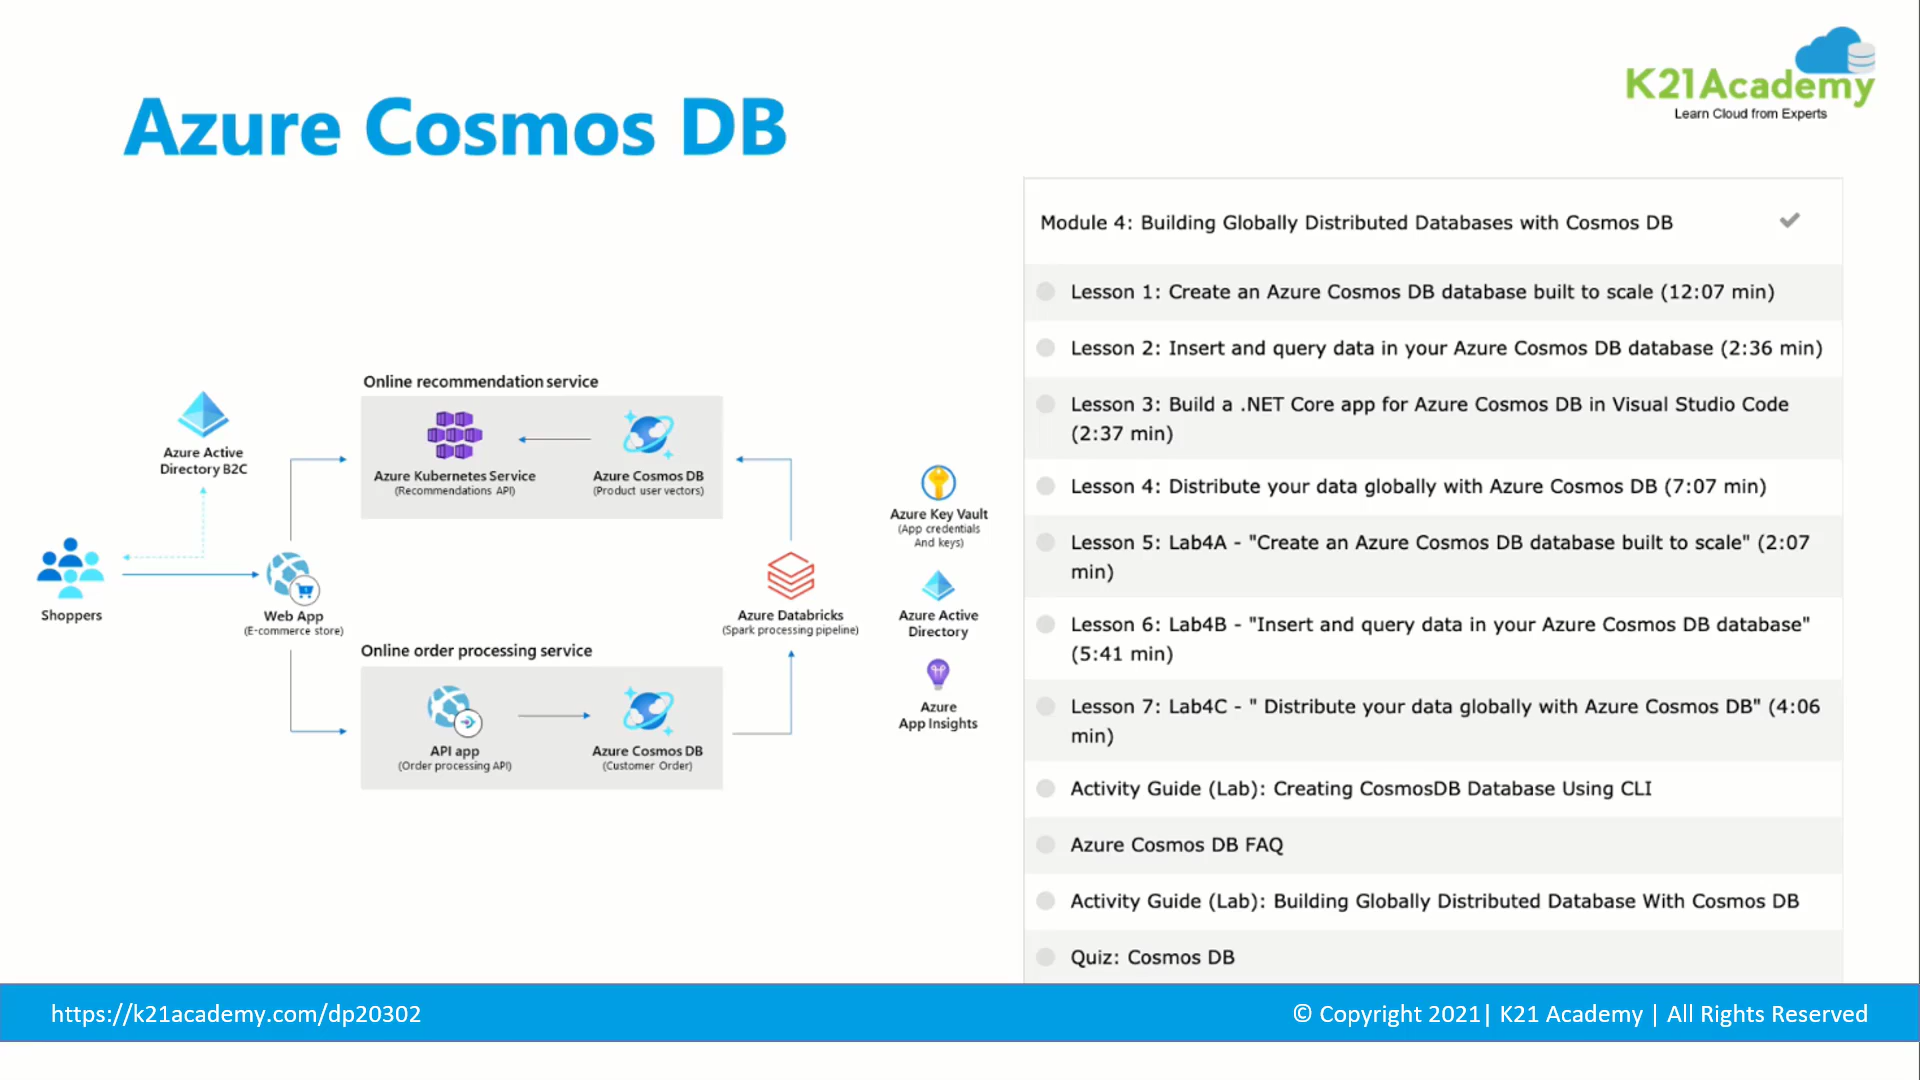 K21Academy
Learn Cloud from Experts
Azure Cosmos DB
Online recommendation service
Azure Kubernetes Service
(Recommendations API)
Azure Cosmos DB
(Product user vectors)
Azure Active
Directory B2C
Shoppers
Web App
(E-commerce store)
Online order processing service
API app
(Order processing API)
Azure Cosmos DB
(Customer Order)
Azure Databricks
(Spark processing pipeline)
Azure Key Vault
(App credentials
And keys)
Azure Active
Directory
Azure
App Insights
Module 4: Building Globally Distributed Databases with Cosmos DB
Lesson 1: Create an Azure Cosmos DB database built to scale (12:07 min)
Lesson 2: Insert and query data in your Azure Cosmos DB database (2:36 min)
Lesson 3: Build a .NET Core app for Azure Cosmos DB in Visual Studio Code
(2:37 min)
Lesson 4: Distribute your data globally with Azure Cosmos DB (7:07 min)
Lesson 5: Lab4A - "Create an Azure Cosmos DB database built to scale" (2:07
min)
Lesson 6: Lab4B - "Insert and query data in your Azure Cosmos DB database"
(5:41 min)
Lesson 7: Lab4C - " Distribute your data globally with Azure Cosmos DB" (4:06
min)
Activity Guide (Lab): Creating CosmosDB Database Using CLI
Azure Cosmos DB FAQ
Activity Guide (Lab): Building Globally Distributed Database With Cosmos DB
Quiz: Cosmos DB
https://k21academy.com/dp20302
© Copyright 2021| K21 Academy | All Rights Reserved